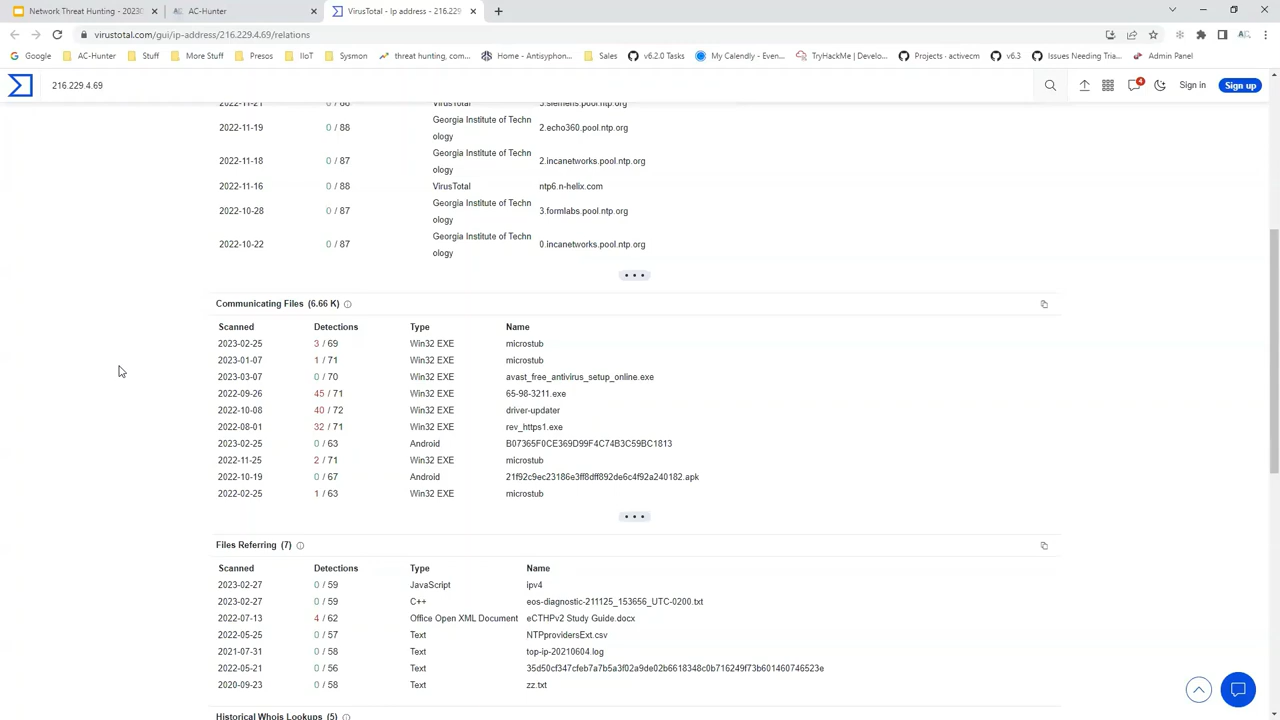 Network Threat Hunting - 20230
AC-Hunter
VirusTotal - Ip address - 216.229
virustotal.com/gui/ip-address/216.229.4.69/relations
Google
AC-Hunter
Stuff
More Stuff
Presos
IIoT
Sysmon
threat hunting, com...
Home - Antisyphon...
Sales
v6.2.0 Tasks
My Calendly - Even...
TryHackMe | Develo...
Projects · activecm
v6.3
Issues Needing Tria...
Admin Panel
216.229.4.69
4
Sign in
Sign up
2022-11-21 0 / 88 VirusTotal 3.siemens.pool.ntp.org
2022-11-19 0 / 88 Georgia Institute of Techn
ology 2.echo360.pool.ntp.org
2022-11-18 0 / 87 Georgia Institute of Techn
ology 2.incanetworks.pool.ntp.org
2022-11-16 0 / 88 VirusTotal ntp6.n-helix.com
2022-10-28 0 / 87 Georgia Institute of Techn
ology 3.formlabs.pool.ntp.org
2022-10-22 0 / 87 Georgia Institute of Techn
ology 0.incanetworks.pool.ntp.org
Communicating Files (6.66 K)
Scanned Detections Type Name
2023-02-25 3 / 69 Win32 EXE microstub
2023-01-07 1 / 71 Win32 EXE microstub
2023-03-07 0 / 70 Win32 EXE avast_free_antivirus_setup_online.exe
2022-09-26 45 / 71 Win32 EXE 65-98-3211.exe
2022-10-08 40 / 72 Win32 EXE driver-updater
2022-08-01 32 / 71 Win32 EXE rev_https1.exe
2023-02-25 0 / 63 Android B07365F0CE369D99F4C74B3C59BC1813
2022-11-25 2 / 71 Win32 EXE microstub
2022-10-19 0 / 67 Android 21f92c9ec23186e3ff8dff892de6c4f92a240182.apk
2022-02-25 1 / 63 Win32 EXE microstub
Files Referring (7)
Scanned Detections Type Name
2023-02-27 0 / 59 JavaScript ipv4
2023-02-27 0 / 59 C++ eos-diagnostic-211125_153656_UTC-0200.txt
2022-07-13 4 / 62 Office Open XML Document eCTHPv2 Study Guide.docx
2022-05-25 0 / 57 Text NTPprovidersExt.csv
2021-07-31 0 / 58 Text top-ip-20210604.log
2022-05-21 0 / 56 Text 35d50cf347cfeb7a7b5a3f02a9de02b6618348c0b716249f73b601460746523e
2020-09-23 0 / 58 Text zz.txt
Historical Whois Lookups (5)